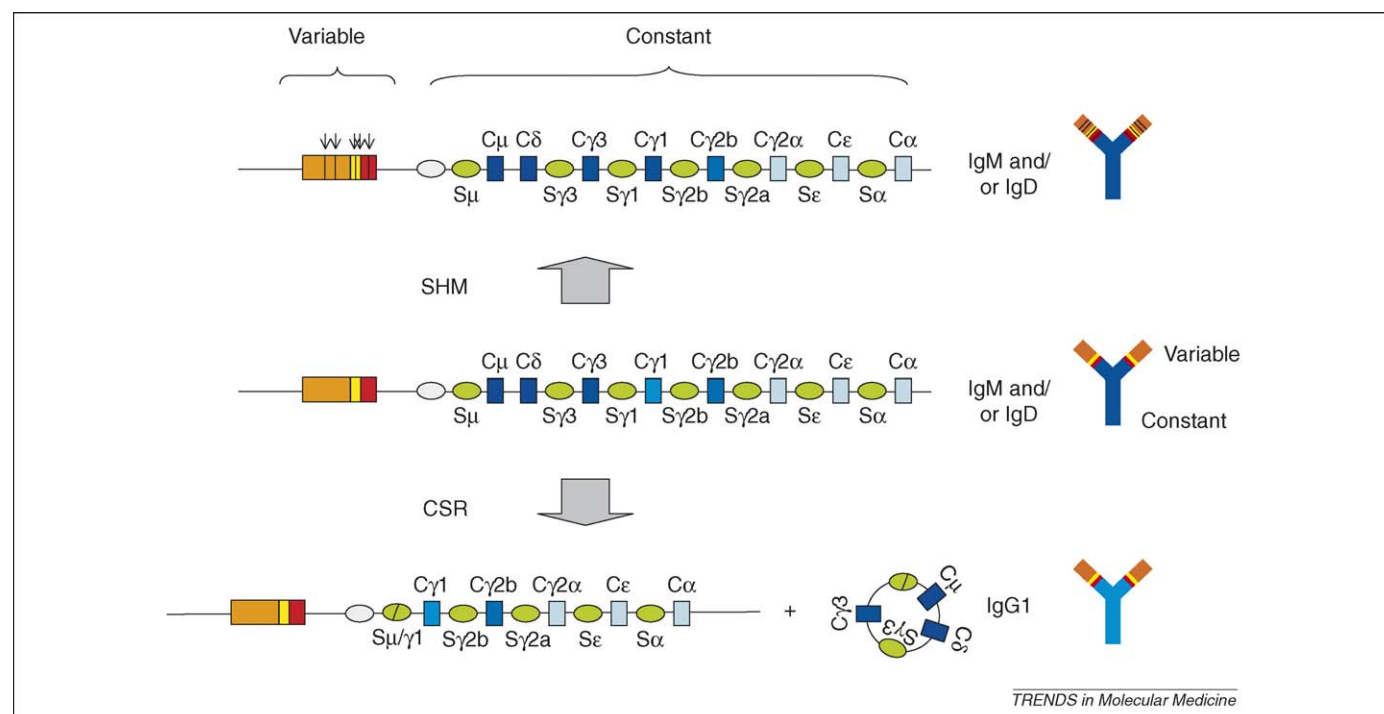 Variable Constant
Cμ Cδ Cγ3 Cγ1 Cγ2b Cγ2α Cε Cα
IgM and/
or IgD
Sμ Sγ3 Sγ1 Sγ2b Sγ2a Sε Sα
SHM
Cμ Cδ Cγ3 Cγ1 Cγ2b Cγ2α Cε Cα
Variable
IgM and/
or IgD
Sμ Sγ3 Sγ1 Sγ2b Sγ2a Sε Sα
Constant
CSR
Cγ1 Cγ2b Cγ2α Cε Cα
Sμ/γ1 Sγ2b Sγ2a Sε Sα
+
Cμ
Cγ3
Sγ3
Cδ
IgG1
TRENDS in Molecular Medicine